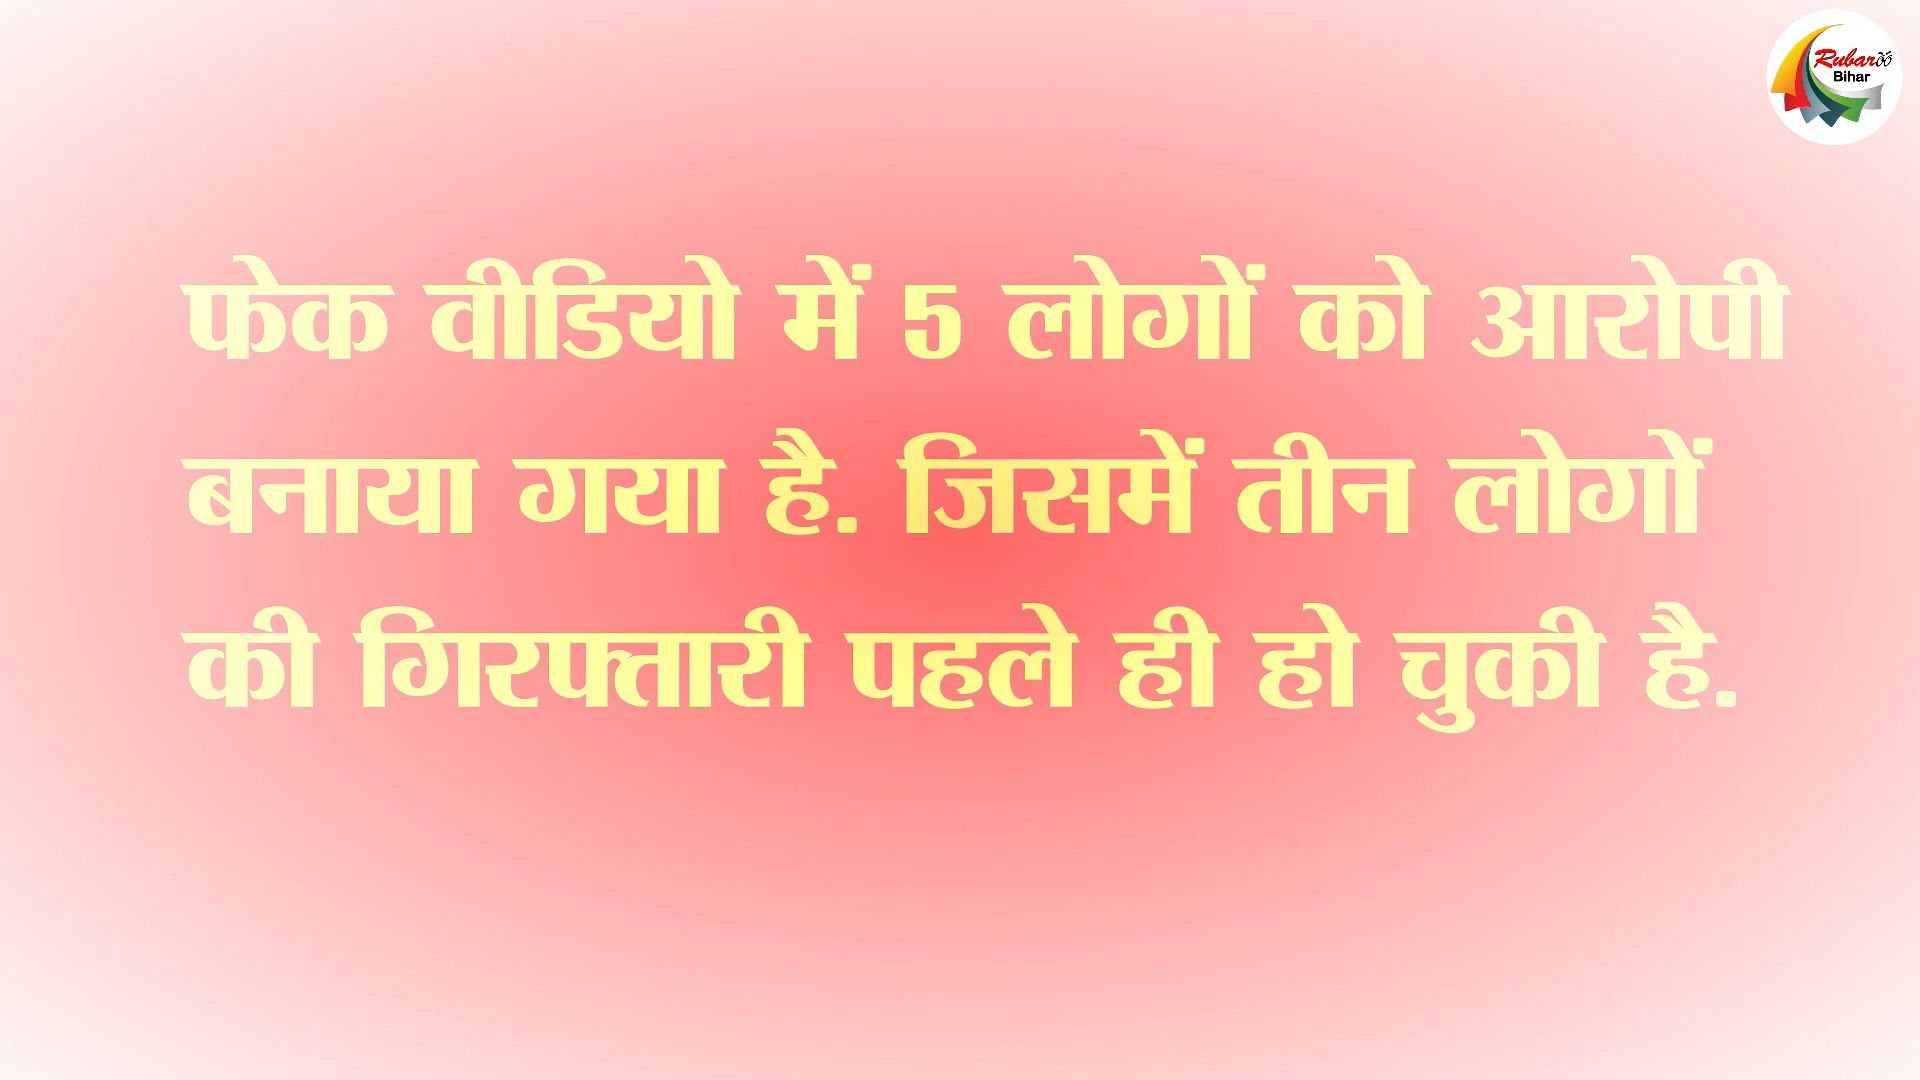 Rubaroo
Bihar
फेक वीडियो में 5 लोगों को आरोपी
बनाया गया है. जिसमें तीन लोगों
की गिरफ्तारी पहले ही हो चुकी है.